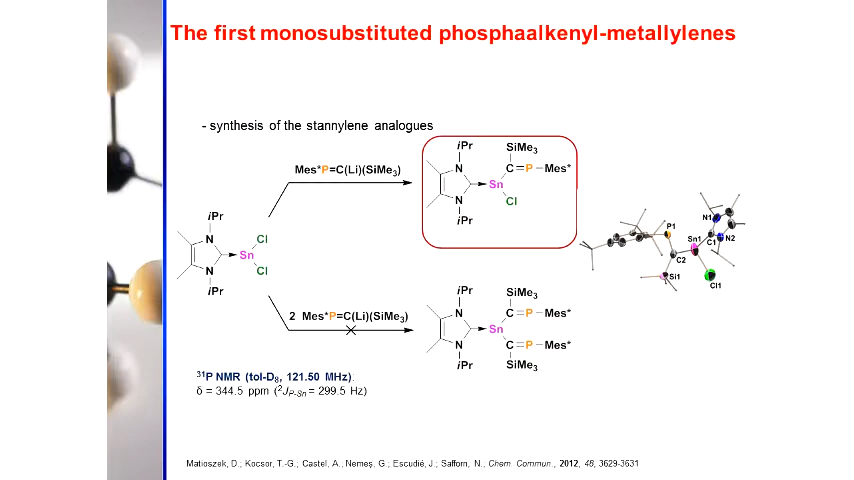 The first monosubstituted phosphaalkenyl-metallylenes
- synthesis of the stannylene analogues
Mes*P=C(Li)(SiMe3)
iPr
N
N
iPr
Sn
Cl
Cl
iPr
N
N
iPr
Sn
SiMe3
C=P–Mes*
Cl
P1
N1
Sn1
C1
N2
C2
Si1
Cl1
2 Mes*P=C(Li)(SiMe3)
iPr
N
N
iPr
Sn
SiMe3
C=P–Mes*
C=P–Mes*
SiMe3
31P NMR (tol-D8, 121.50 MHz):
δ = 344.5 ppm (2JP-Sn = 299.5 Hz)
Matioszek, D.; Kocsor, T.-G.; Castel, A., Nemeş, G.; Escudié, J.; Saffon, N., Chem. Commun., 2012, 48, 3629-3631